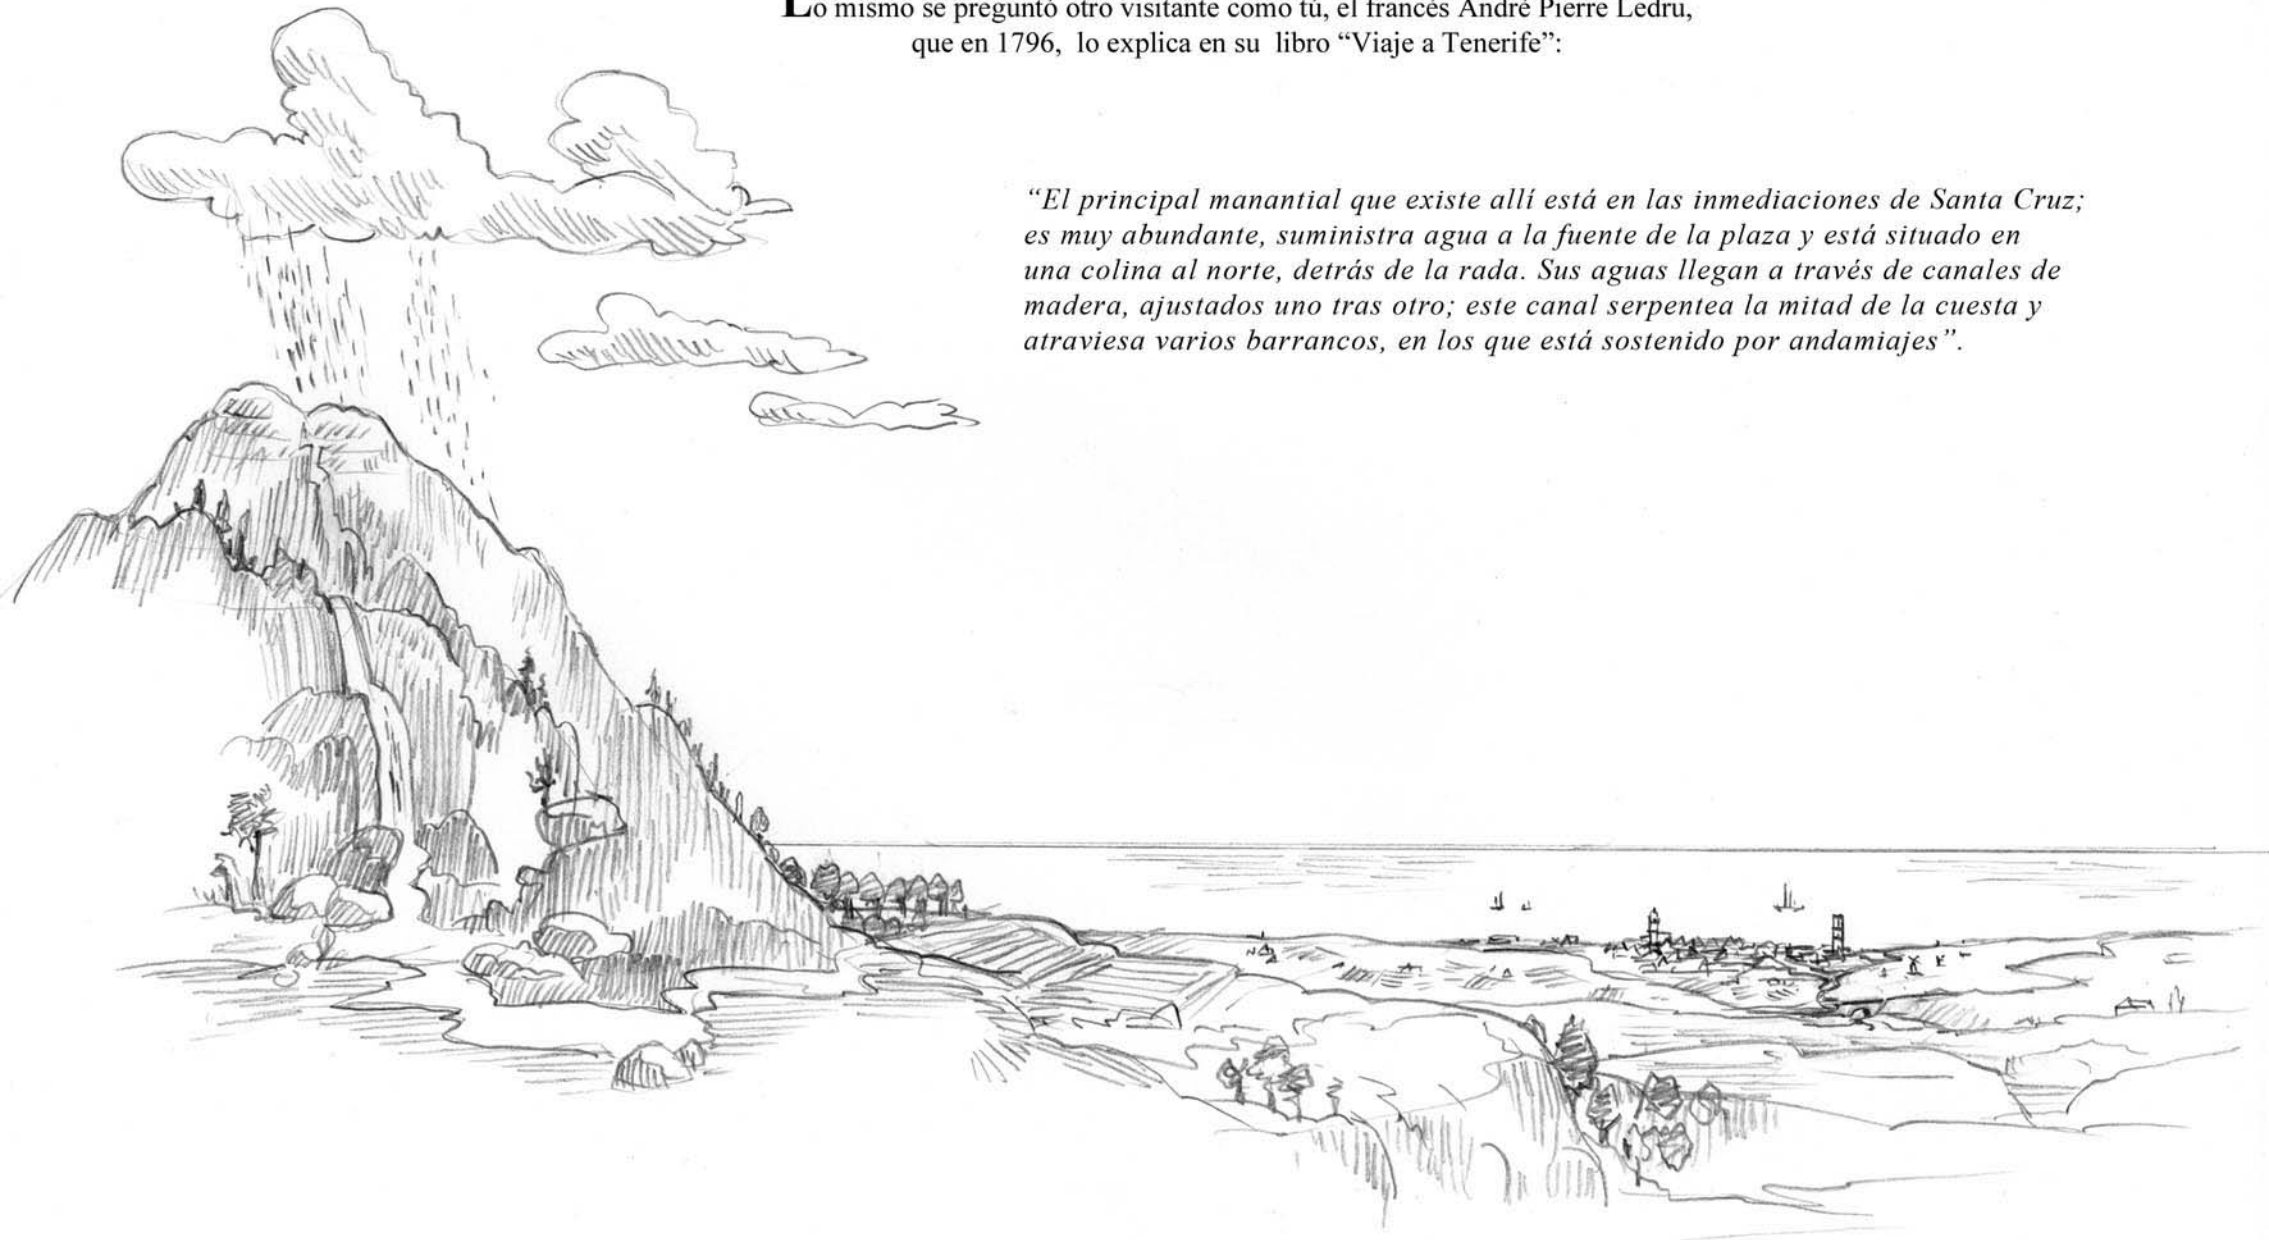 Lo mismo se preguntó otro visitante como tú, el francés André Pierre Ledru,
que en 1796, lo explica en su libro “Viaje a Tenerife”:
“El principal manantial que existe allí está en las inmediaciones de Santa Cruz;
es muy abundante, suministra agua a la fuente de la plaza y está situado en
una colina al norte, detrás de la rada. Sus aguas llegan a través de canales de
madera, ajustados uno tras otro; este canal serpentea la mitad de la cuesta y
atraviesa varios barrancos, en los que está sostenido por andamiajes”.